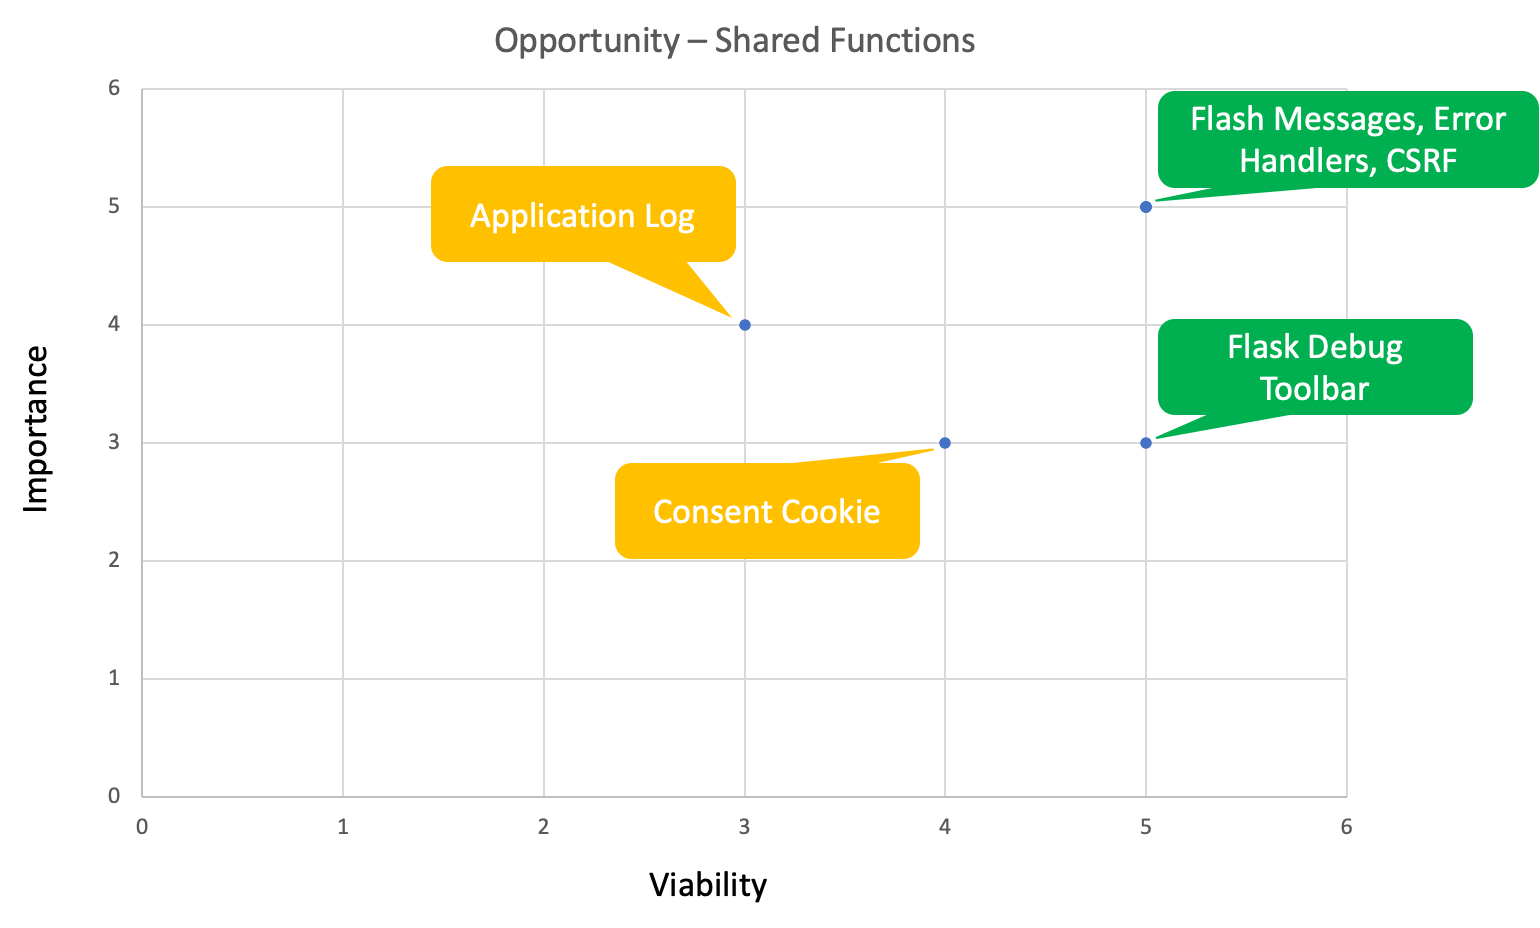 Opportunity – Shared Functions
6
Flash Messages, Error
Handlers, CSRF
Application Log
5
4
Flask Debug
Toolbar
Importance
3
Consent Cookie
2
1
0
0 1 2 3 4 5 6
Viability